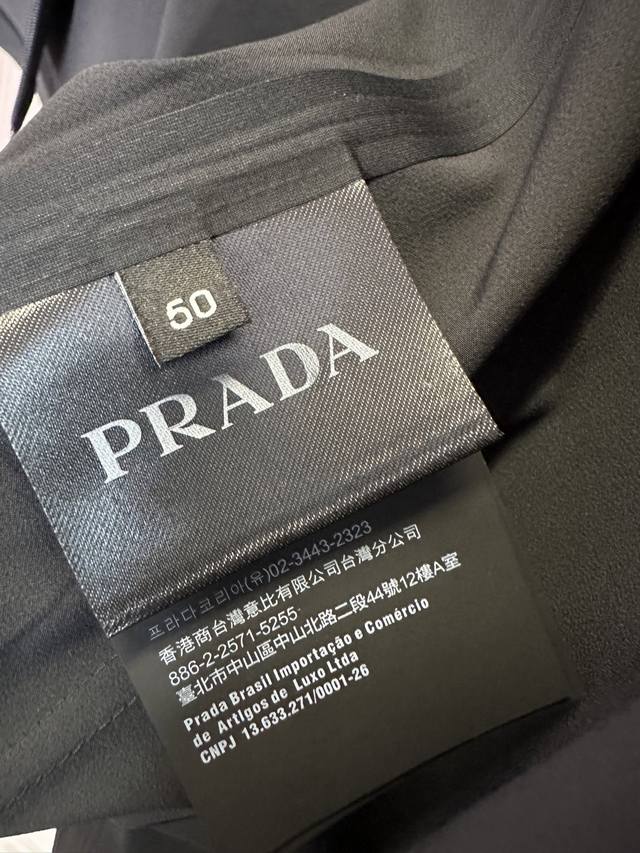 50
PRADA
프라다코리아(유)02-3443-2323
香港商台灣意比有限公司台灣分公司
886-2-2571-5255
臺北市中山區中山北路二段44號12樓A室
Prada Brasil Importação e Comércio
de Artigos de Luxo Ltda
CNPJ 13.633.271/0001-26